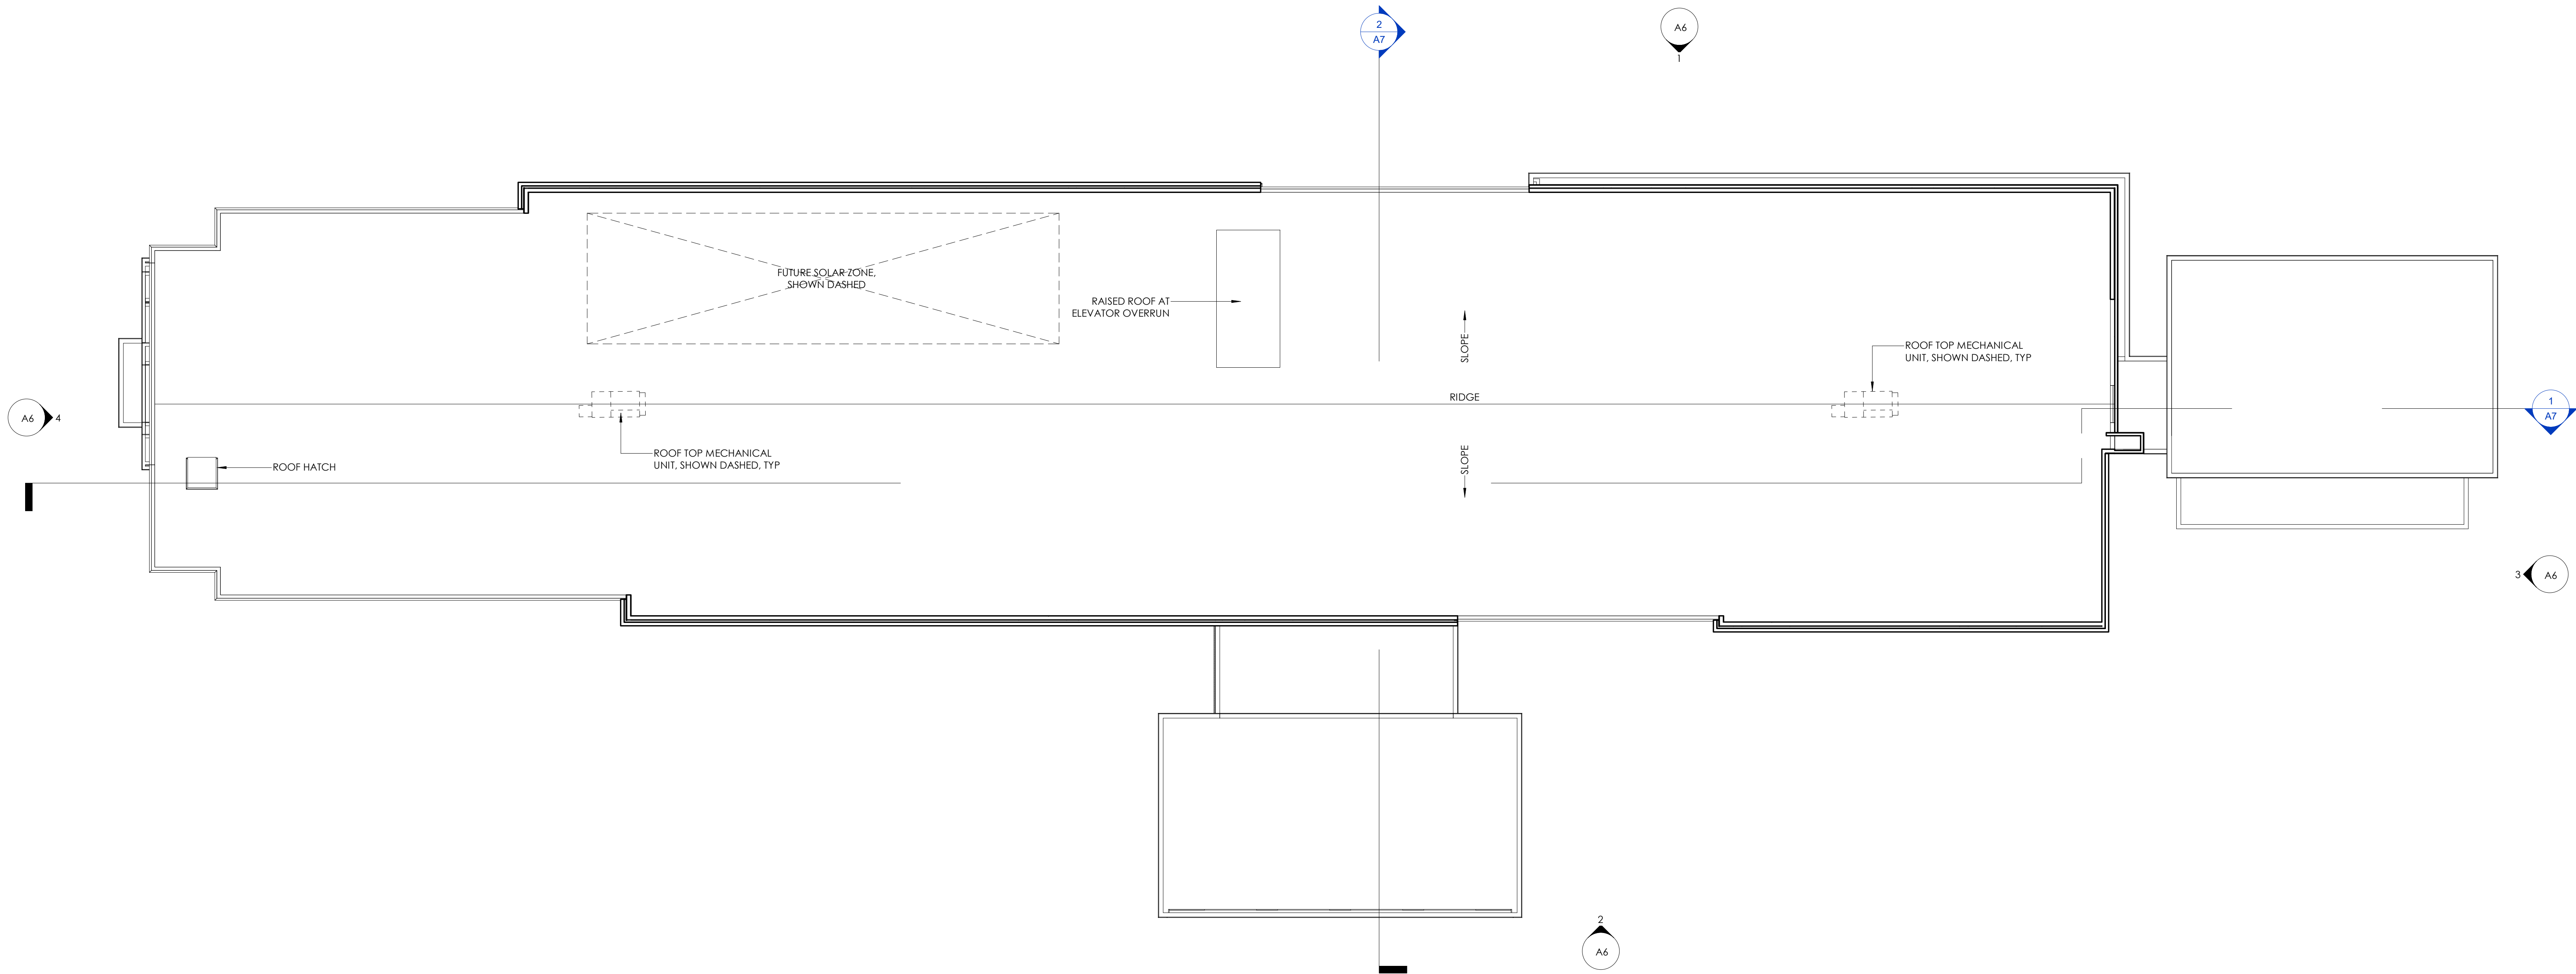 2
A7
A6
1
FUTURE SOLAR ZONE,
SHOWN DASHED
RAISED ROOF AT
ELEVATOR OVERRUN
SLOPE
ROOF TOP MECHANICAL
UNIT, SHOWN DASHED, TYP
RIDGE
A6
4
1
A7
ROOF TOP MECHANICAL
UNIT, SHOWN DASHED, TYP
SLOPE
ROOF HATCH
3
A6
2
A6